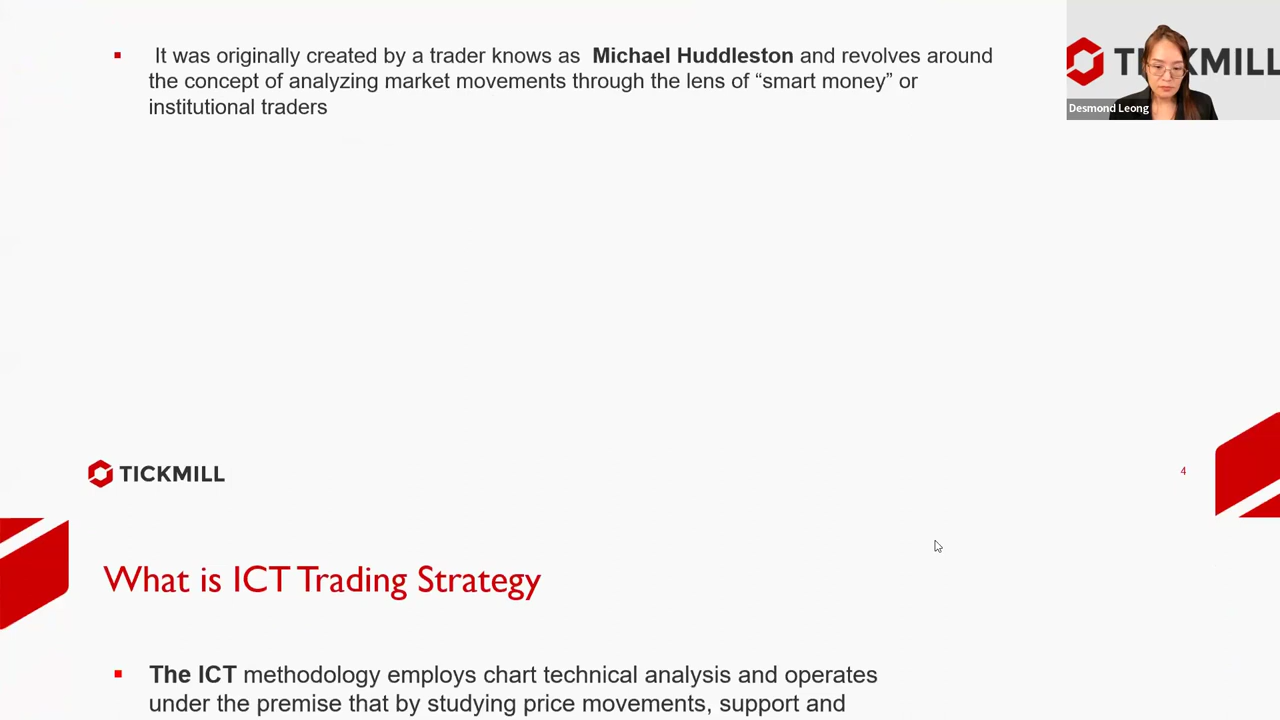 It was originally created by a trader knows as Michael Huddleston and revolves around
the concept of analyzing market movements through the lens of “smart money” or
institutional traders
TICKMILL
Desmond Leong
TICKMILL
4
What is ICT Trading Strategy
The ICT methodology employs chart technical analysis and operates
under the premise that by studying price movements, support and